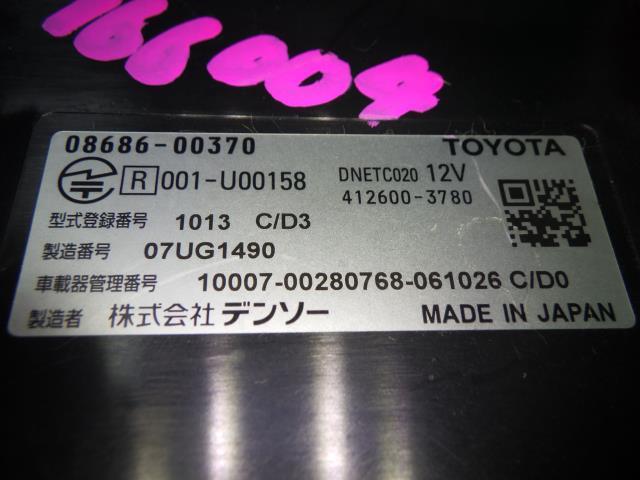 166004
08686-00370 TOYOTA
R 001-U00158 DNETC020 12V
412600-3780
型式登録番号 1013 C/D3
製造番号 07UG1490
車載器管理番号 10007-00280768-061026 C/D0
製造者 株式会社 デンソー MADE IN JAPAN